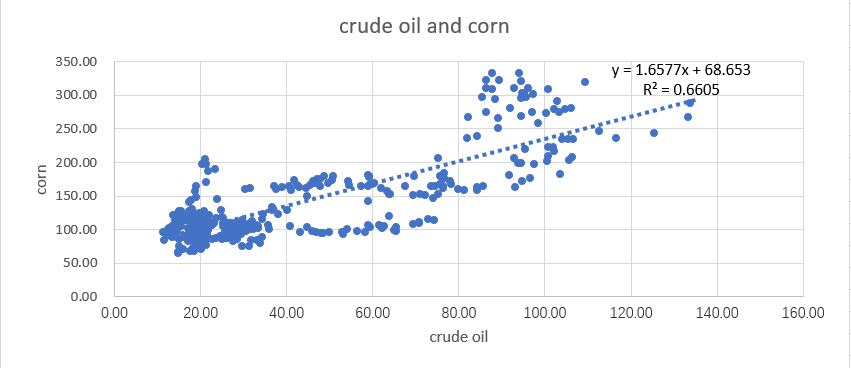 crude oil and corn
y = 1.6577x + 68.653
R² = 0.6605
350.00
300.00
250.00
200.00
150.00
100.00
50.00
0.00
corn
0.00 20.00 40.00 60.00 80.00 100.00 120.00 140.00 160.00
crude oil